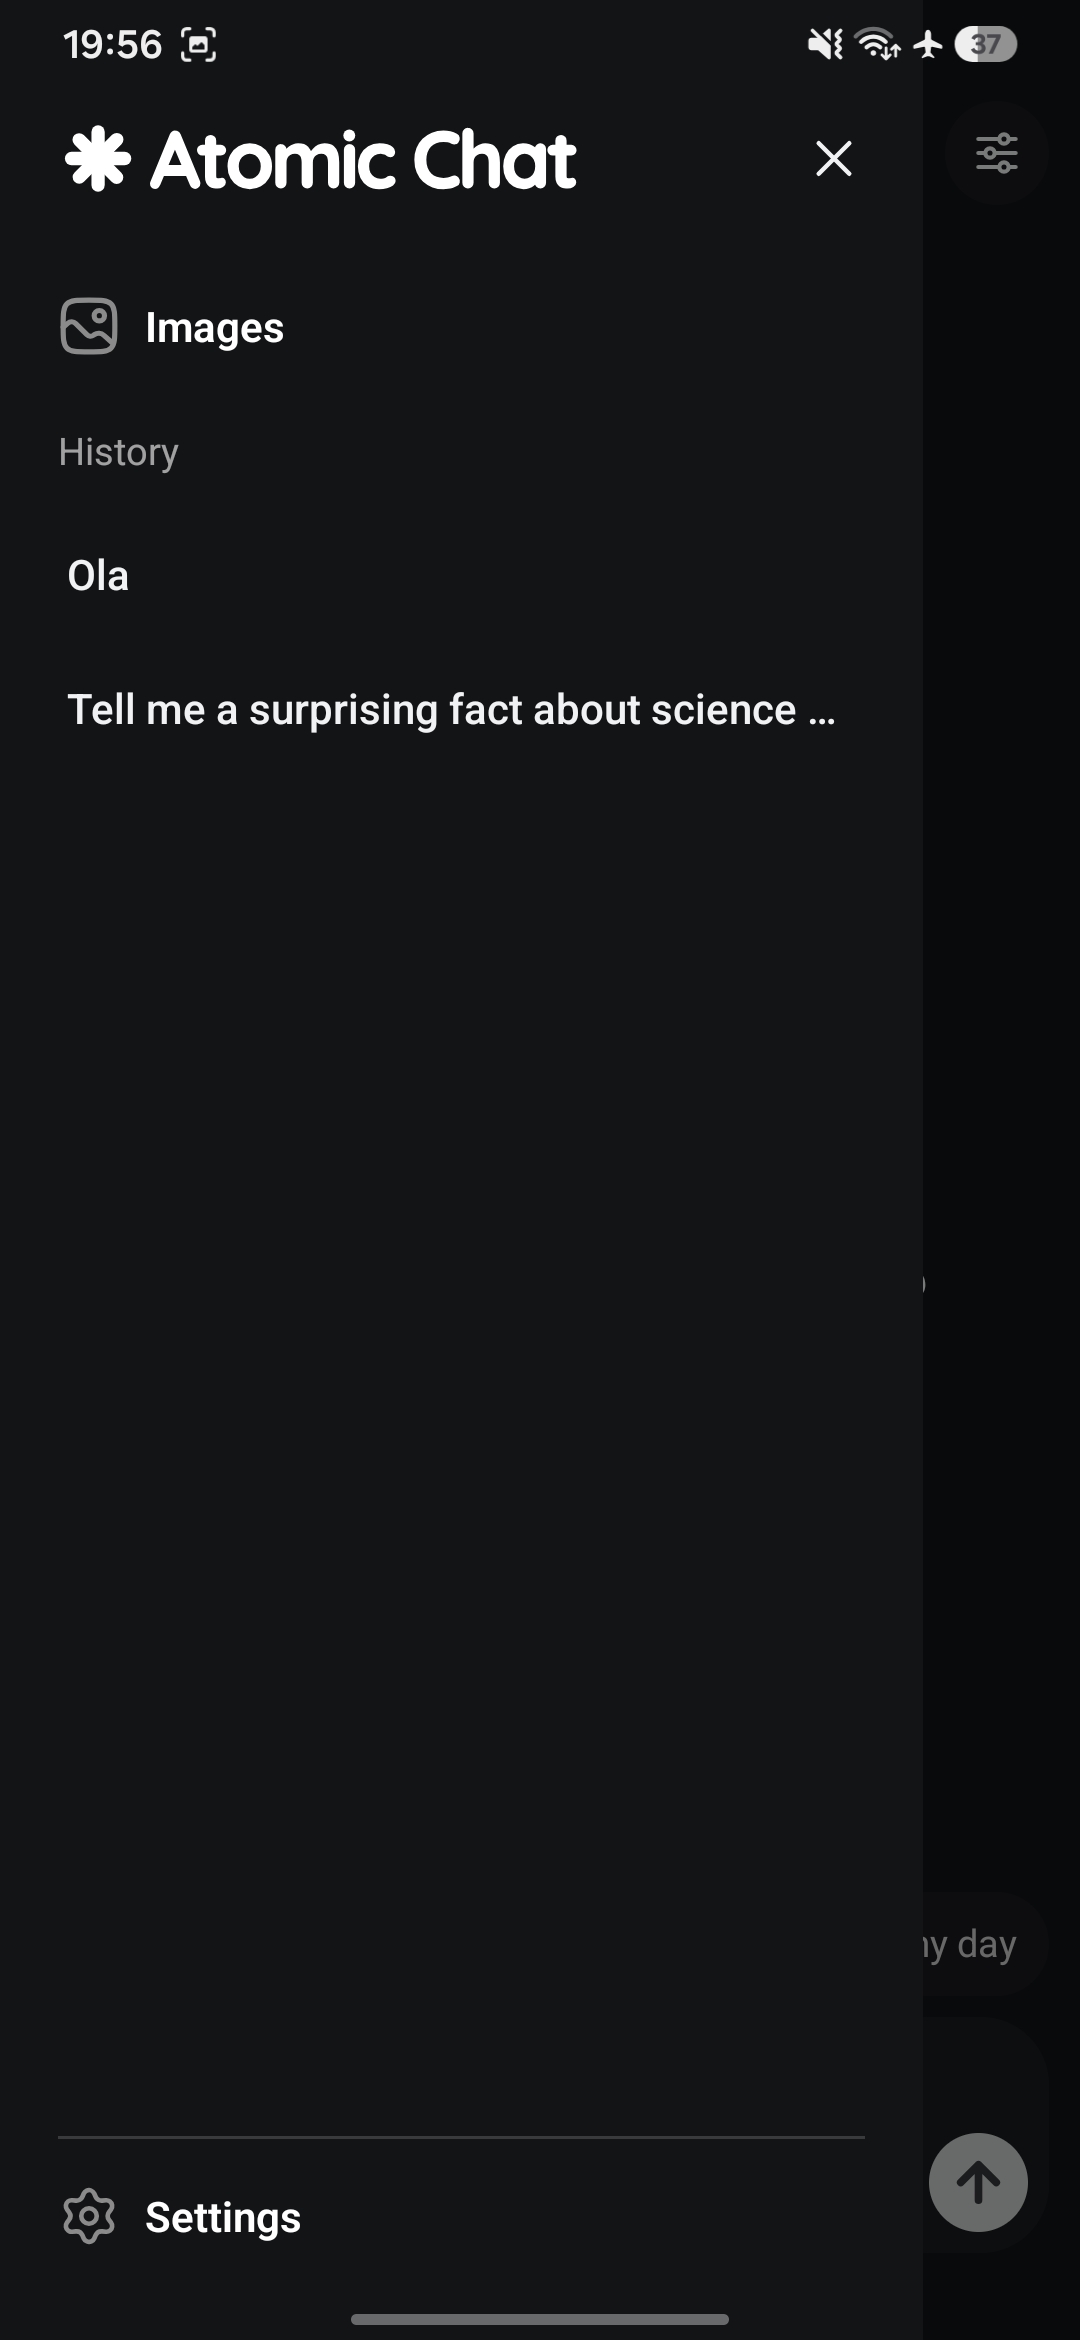 19:56
37
Atomic Chat
Images
History
Ola
Tell me a surprising fact about science ...
day
Settings